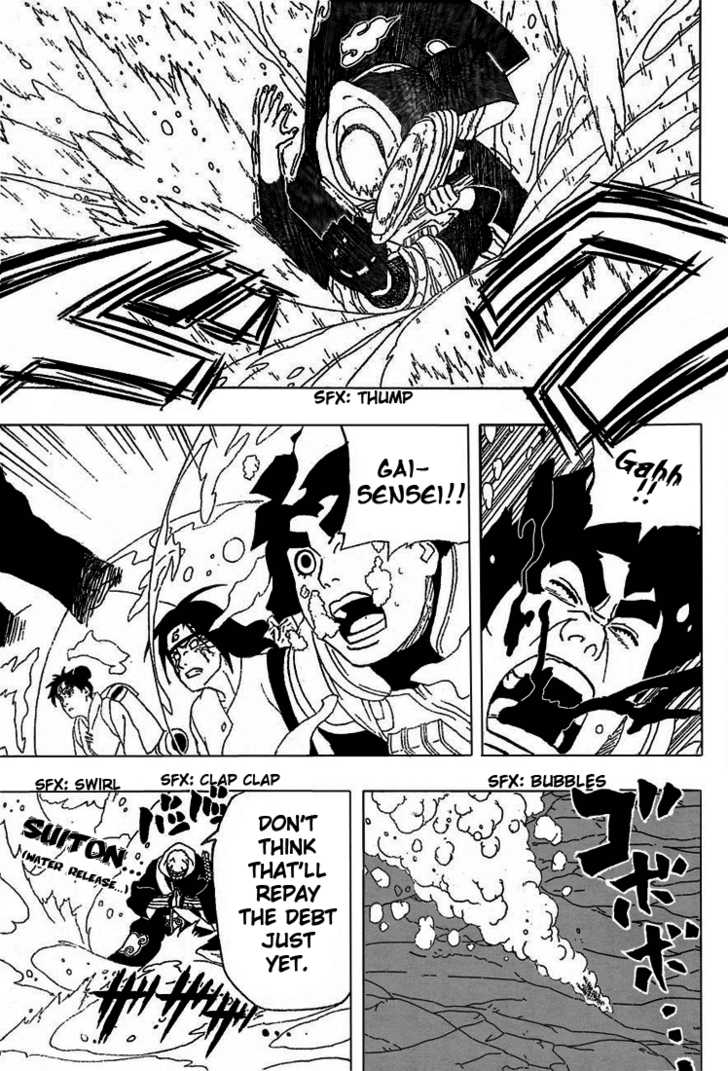 SFX: THUMP
Gahh
!!
GAI-
SENSEI!!
SFX: BUBBLES
ゴボボ...
SFX: CLAP CLAP
SFX: SWIRL
DON'T
THINK
THAT'LL
REPAY
THE DEBT
JUST
YET.
SUITON...
(WATER RELEASE..)